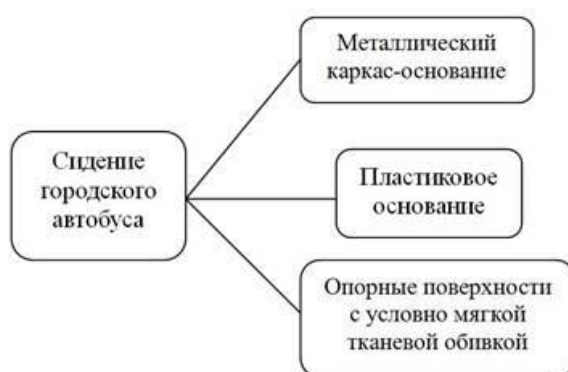 Металлический
каркас-основание
Сидение
городского
автобуса
Пластиковое
основание
Опорные поверхности
с условно мягкой
тканевой обивкой